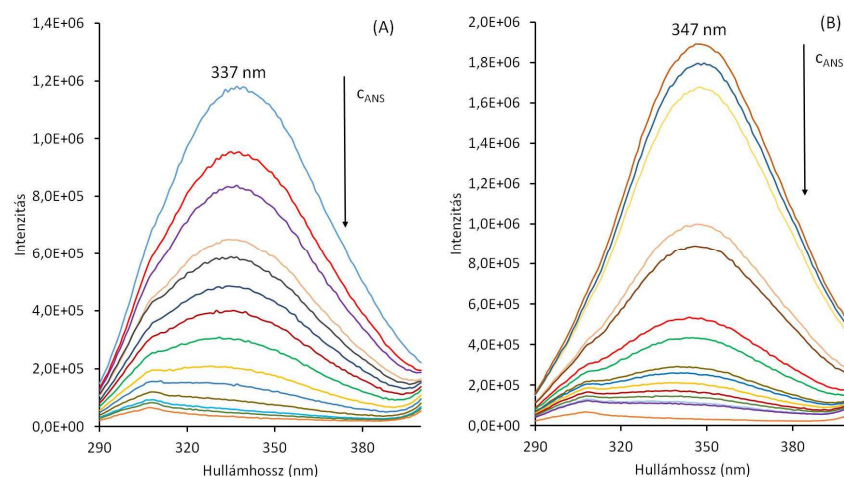 (A)
1,4E+06
1,2E+06
1,0E+06
8,0E+05
6,0E+05
4,0E+05
2,0E+05
0,0E+00
Intenzitás
337 nm
cANS
290
320
350
380
Hullámhossz (nm)
(B)
2,0E+06
1,8E+06
1,6E+06
1,4E+06
1,2E+06
1,0E+06
8,0E+05
6,0E+05
4,0E+05
2,0E+05
0,0E+00
Intenzitás
347 nm
cANS
290
320
350
380
Hullámhossz (nm)